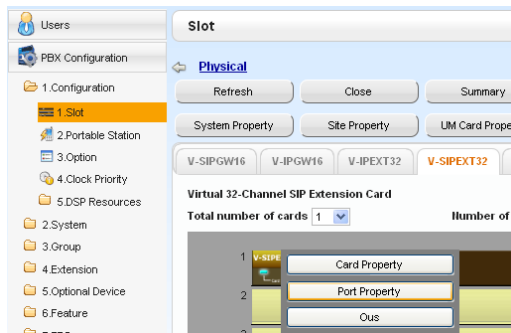 Users
PBX Configuration
1.Configuration
1.Slot
2.Portable Station
3.Option
4.Clock Priority
5.DSP Resources
2.System
3.Group
4.Extension
5.Optional Device
6.Feature
Slot
Physical
Refresh
Close
Summary
System Property
Site Property
UM Card Prope
V-SIPGW16
V-IPGW16
V-IPEXT32
V-SIPEXT32
Virtual 32-Channel SIP Extension Card
Total number of cards 1
Number of
1
V-SIPE
Card Property
2
Port Property
Ous